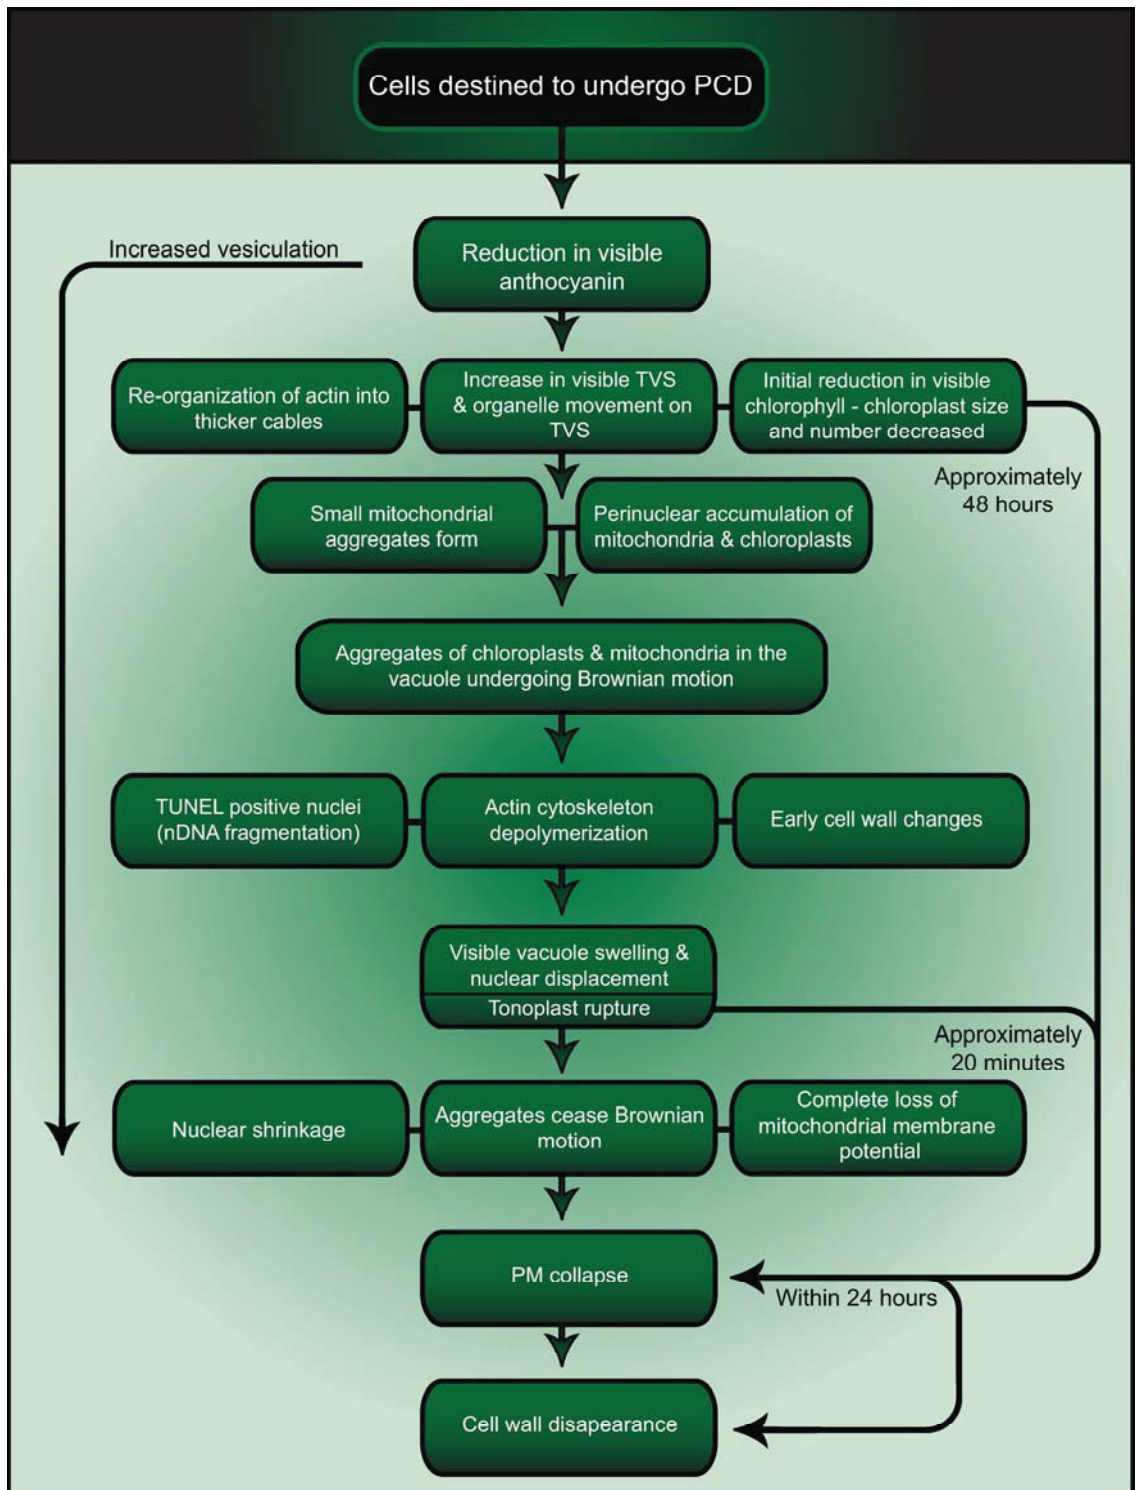 Cells destined to undergo PCD
Increased vesiculation
Reduction in visible
anthocyanin
Re-organization of actin into
thicker cables
Increase in visible TVS
& organelle movement on
TVS
Initial reduction in visible
chlorophyll - chloroplast size
and number decreased
Approximately
48 hours
Small mitochondrial
aggregates form
Perinuclear accumulation of
mitochondria & chloroplasts
Aggregates of chloroplasts & mitochondria in the
vacuole undergoing Brownian motion
TUNEL positive nuclei
(nDNA fragmentation)
Actin cytoskeleton
depolymerization
Early cell wall changes
Visible vacuole swelling &
nuclear displacement
Tonoplast rupture
Approximately
20 minutes
Nuclear shrinkage
Aggregates cease Brownian
motion
Complete loss of
mitochondrial membrane
potential
PM collapse
Within 24 hours
Cell wall disapearance